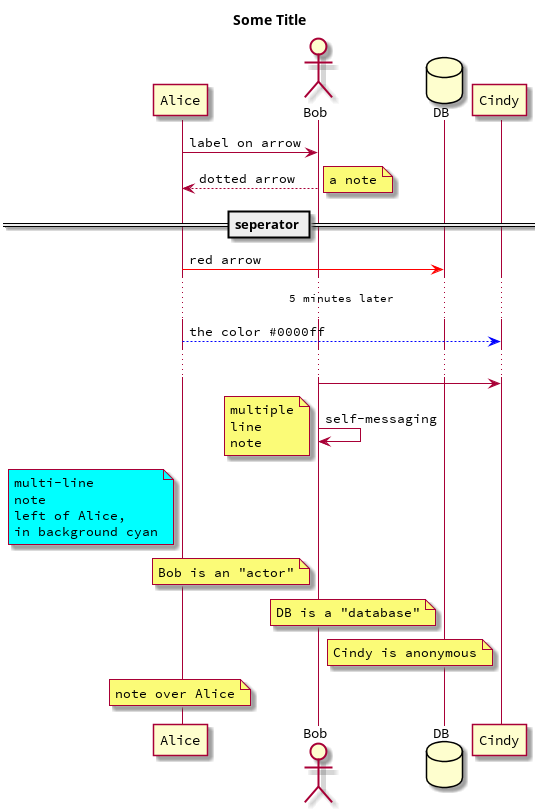 Some Title
Alice
Bob
DB
Cindy
label on arrow
dotted arrow
a note
seperator
red arrow
5 minutes later
the color #0000ff
multiple
line
note
self-messaging
multi-line
note
left of Alice,
in background cyan
Bob is an "actor"
DB is a "database"
Cindy is anonymous
note over Alice
Alice
Bob
DB
Cindy